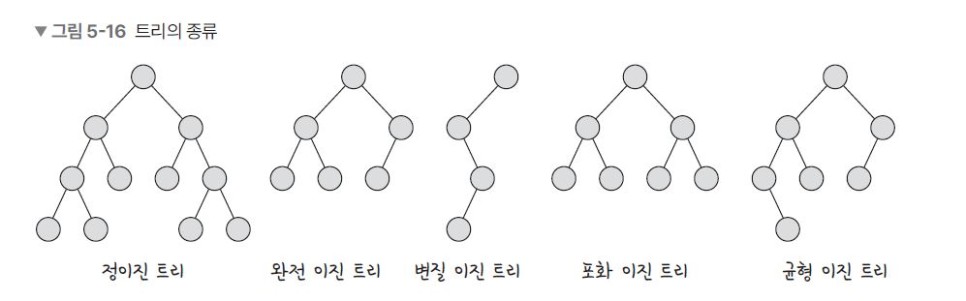 ▼ 그림 5-16 트리의 종류
정이진 트리
완전 이진 트리
변질 이진 트리
포화 이진 트리
균형 이진 트리